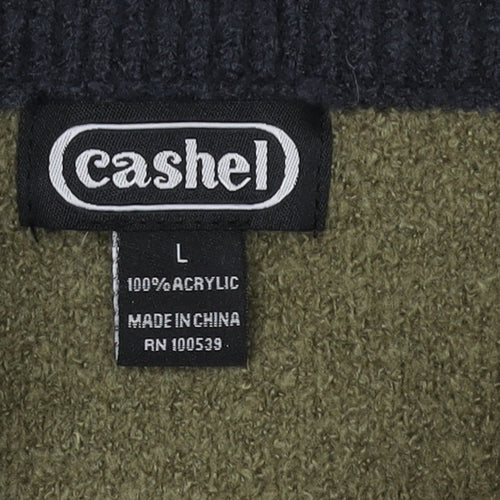 cashel
L
100% ACRYLIC
MADE IN CHINA
RN 100539